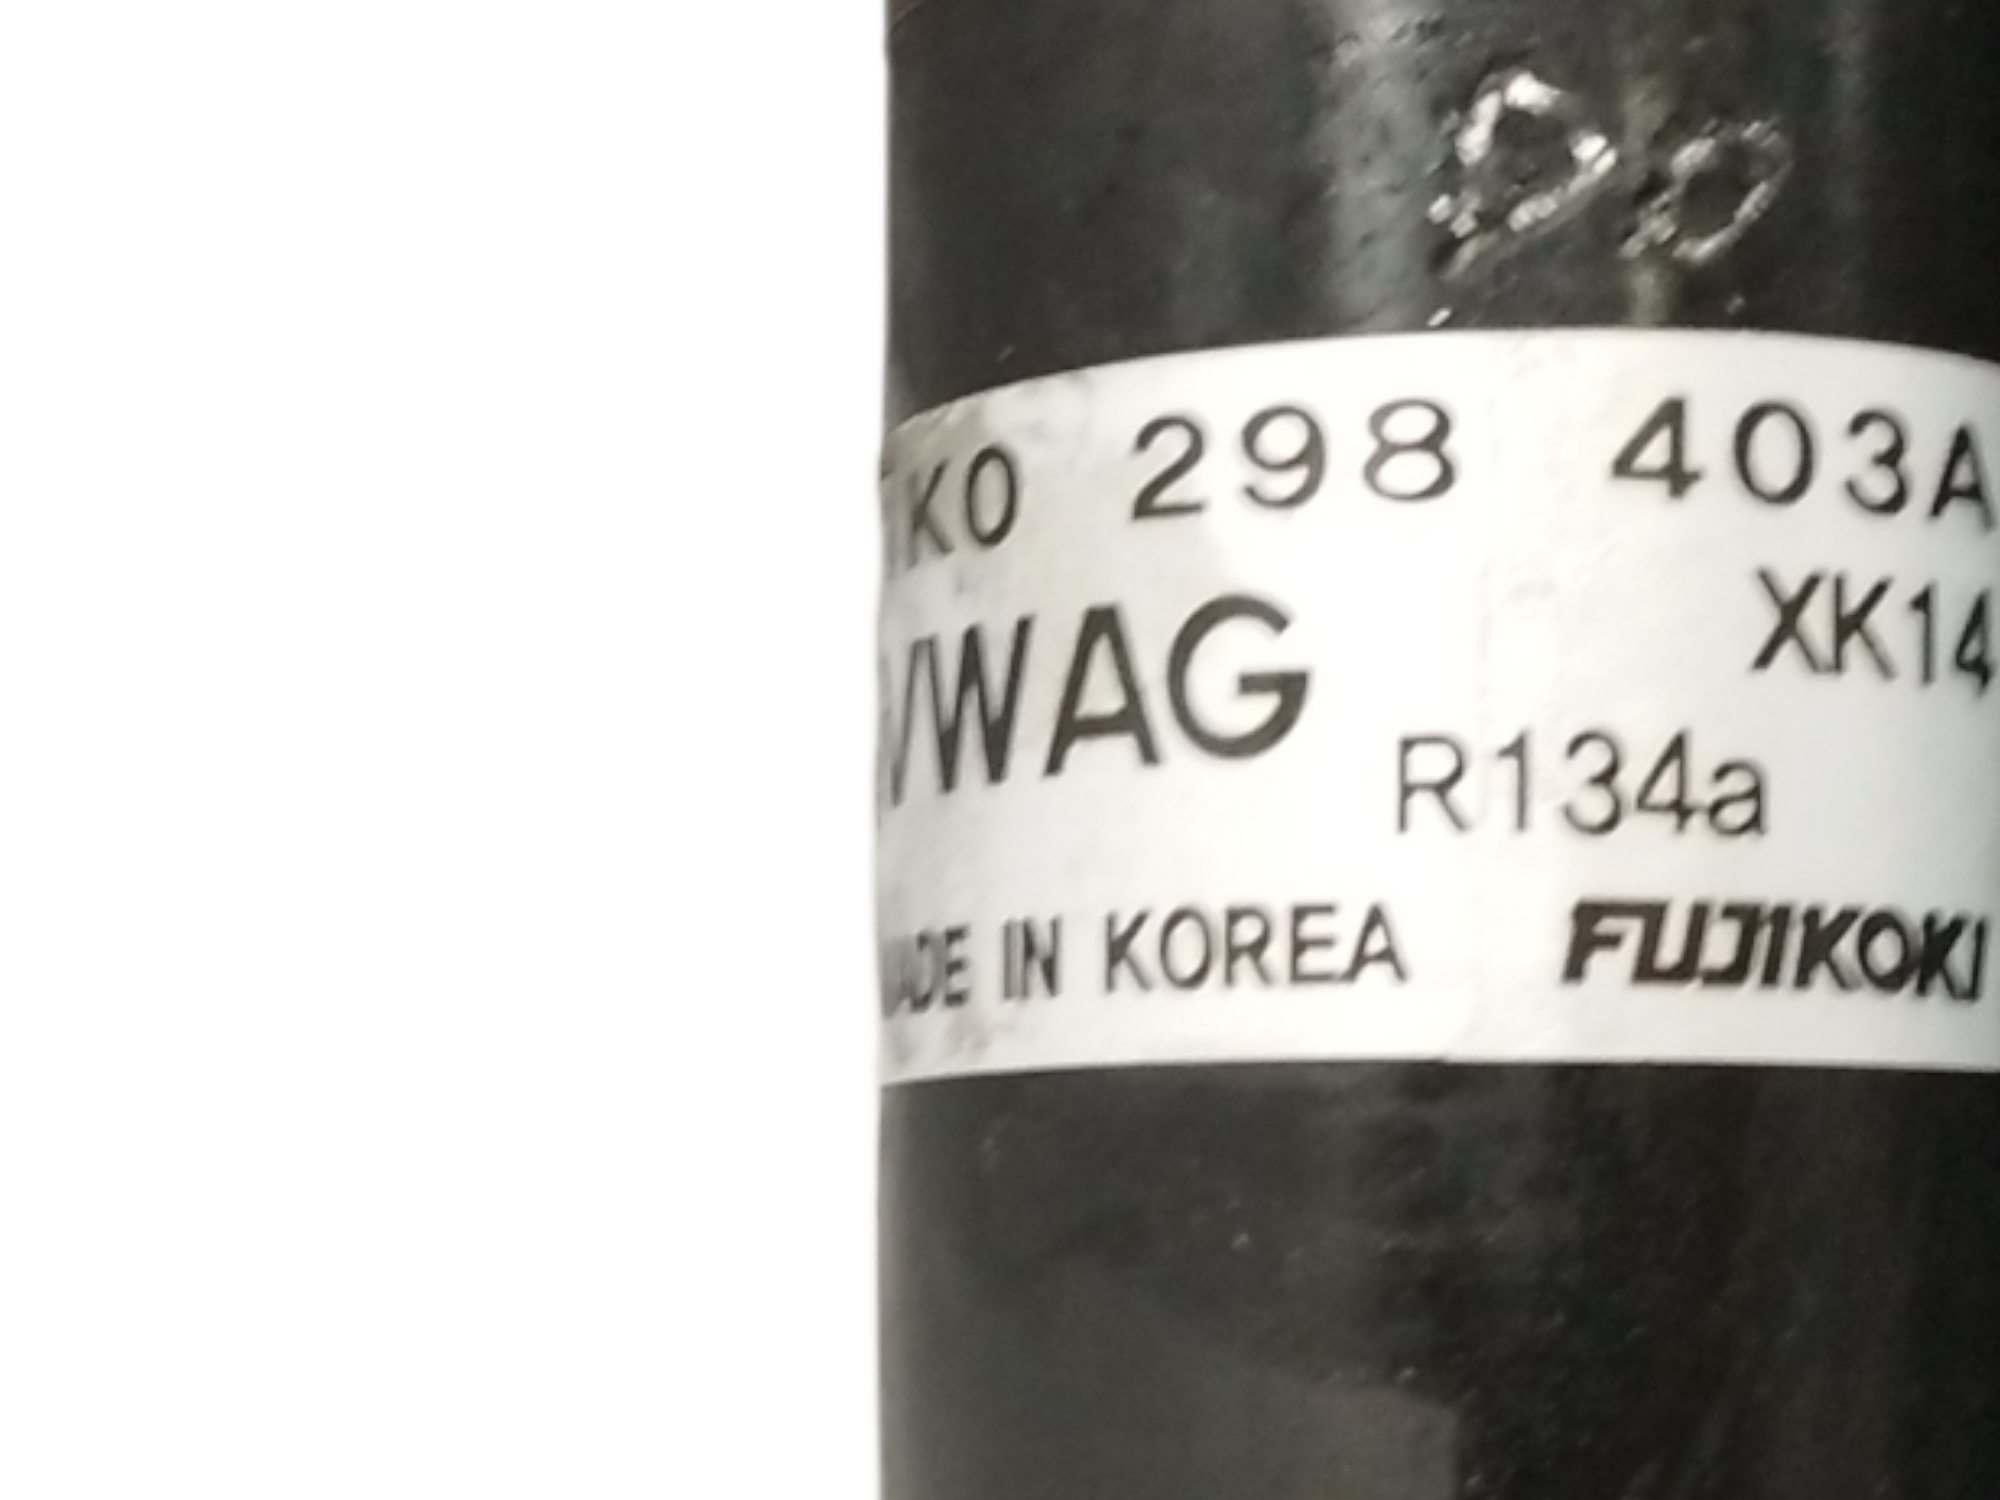 1K0 298 403A
XK14
VWAG
R134a
MADE IN KOREA FUJIKOKI